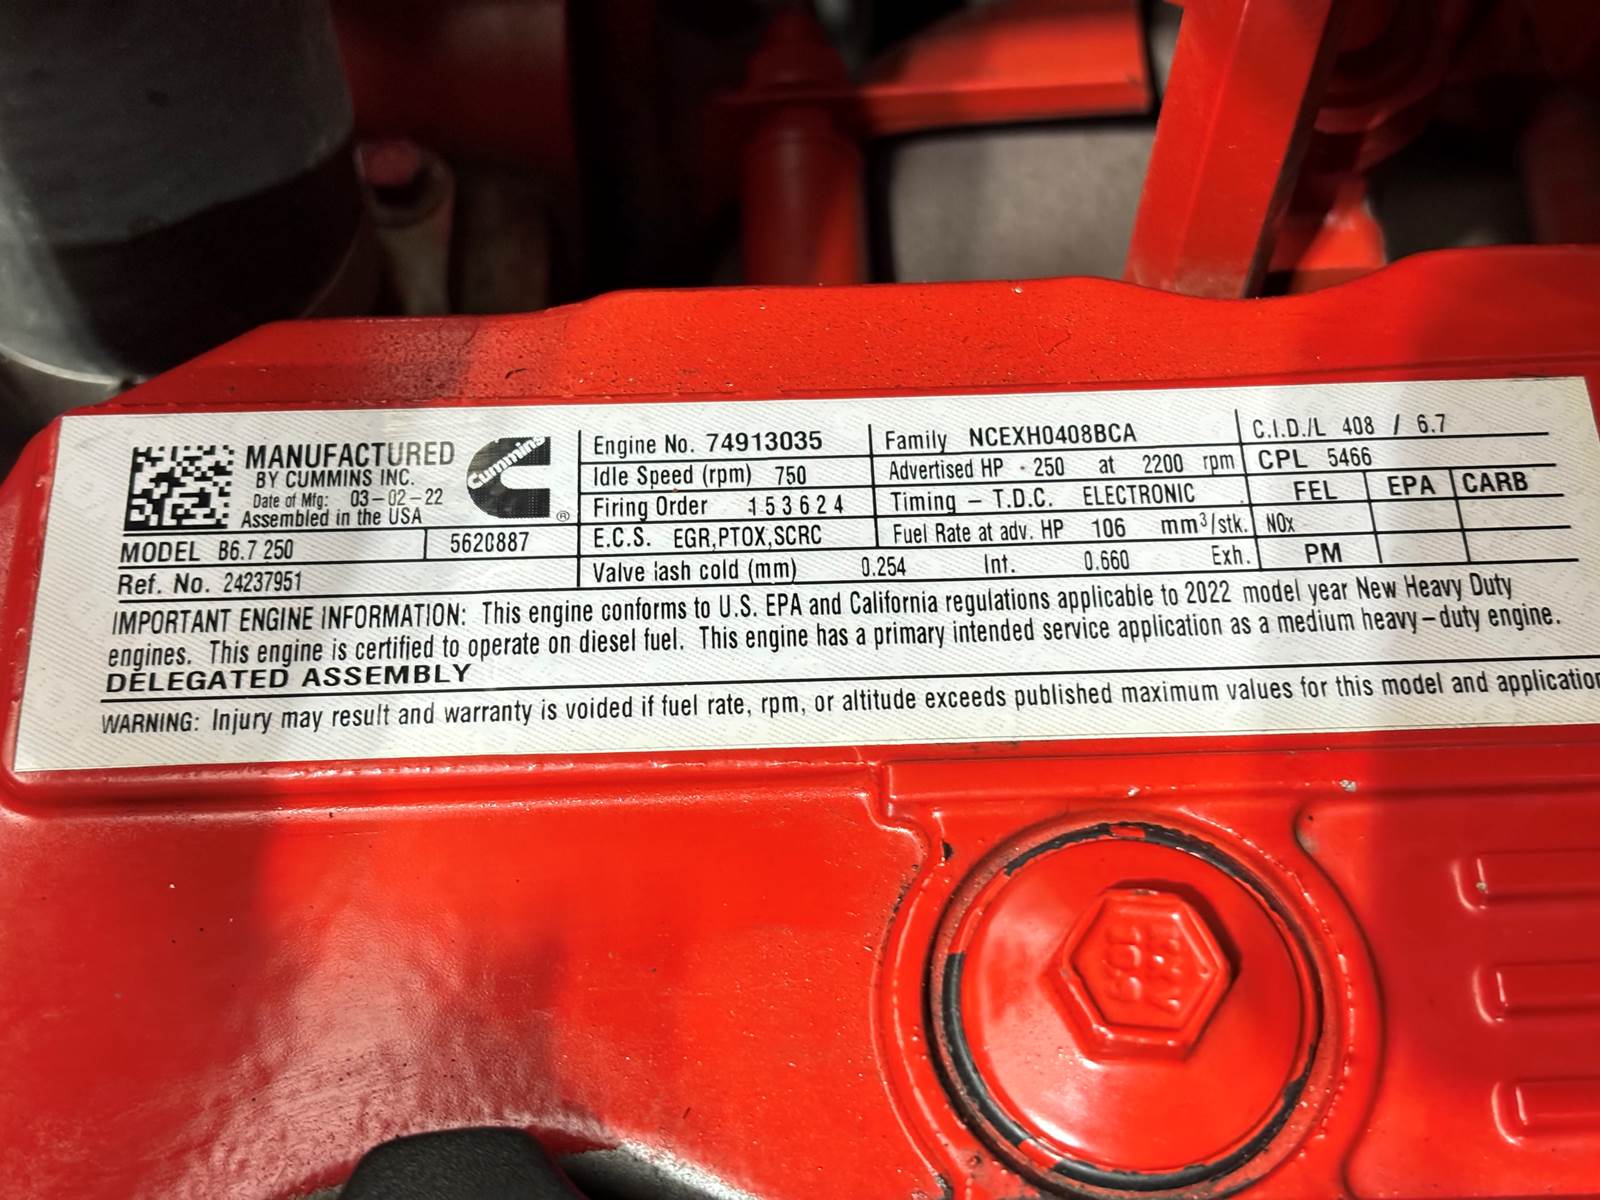 MANUFACTURED
BY CUMMINS INC.
Date of Mfg: 03-02-22
Assembled in the USA
Cummins
®
MODEL B6.7 250 5620887
Ref. No. 24237951
Engine No. 74913035
Idle Speed (rpm) 750
Firing Order 153624
E.C.S. EGR,PTOX,SCRC
Valve lash cold (mm) 0.254 Int. 0.660 Exh.
Family NCEXH0408BCA
Advertised HP 250 at 2200 rpm
Timing - T.D.C. ELECTRONIC
Fuel Rate at adv. HP 106 mm³/stk.
C.I.D./L 408 / 6.7
CPL 5466
FEL EPA CARB
NOx
PM
IMPORTANT ENGINE INFORMATION: This engine conforms to U.S. EPA and California regulations applicable to 2022 model year New Heavy Duty
engines. This engine is certified to operate on diesel fuel. This engine has a primary intended service application as a medium heavy-duty engine.
DELEGATED ASSEMBLY
WARNING: Injury may result and warranty is voided if fuel rate, rpm, or altitude exceeds published maximum values for this model and application